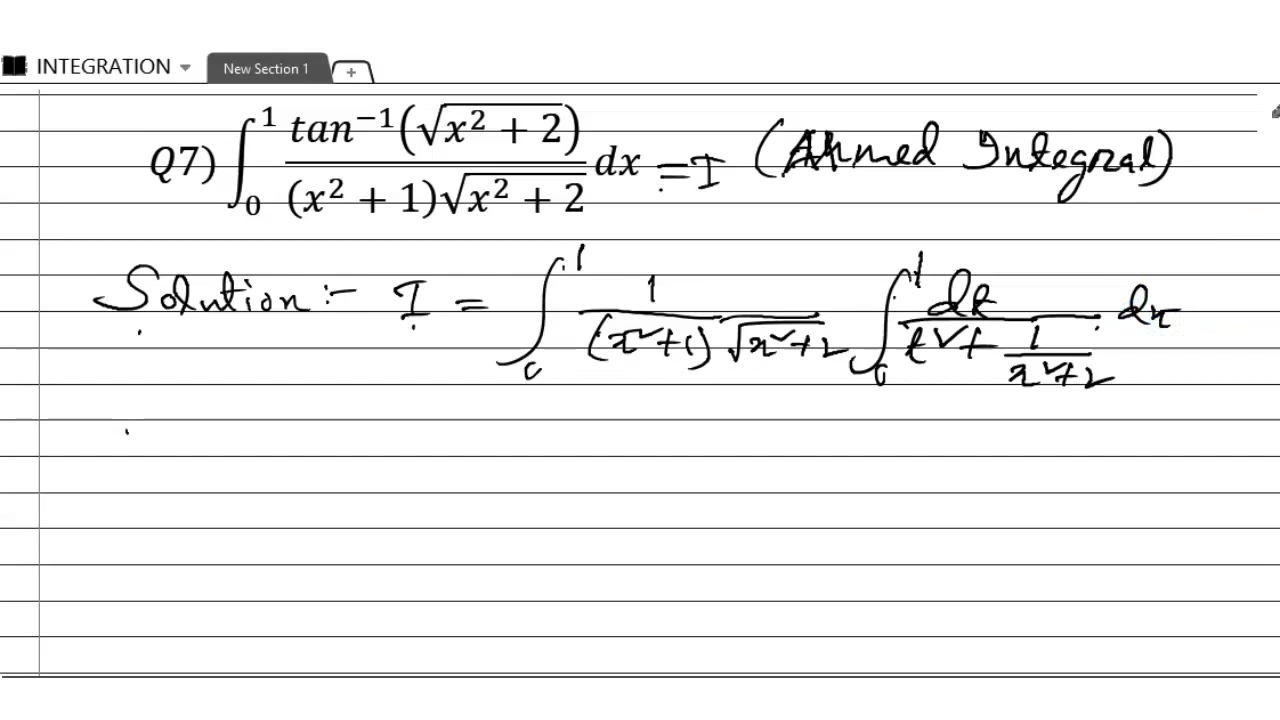 INTEGRATION New Section 1 +
Q7) ∫₀¹ tan⁻¹(√(x² + 2)) / ((x² + 1)√(x² + 2)) dx = I (Ahmed Integral)
Solution :- I = ∫₀¹ 1 / ((x²+1) √(x²+2)) ∫₀¹ dt / (t² + 1/(x²+2)) dx